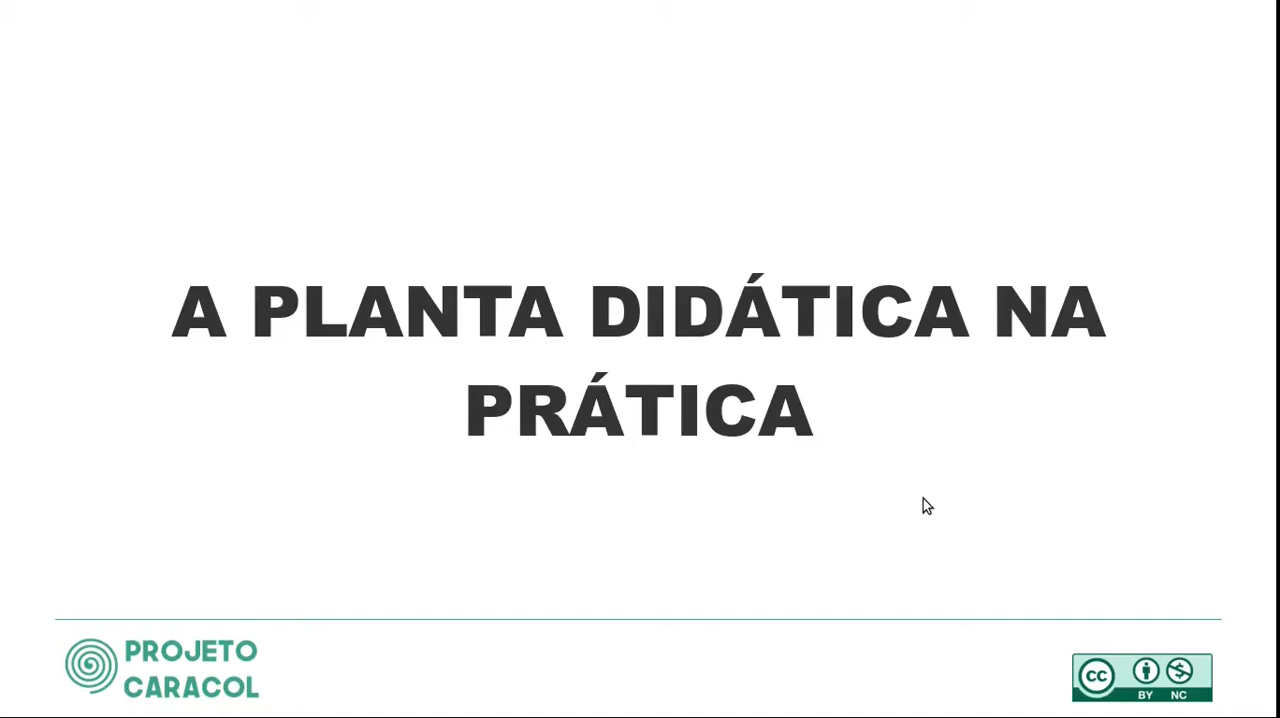 A PLANTA DIDÁTICA NA
PRÁTICA
PROJETO
CARACOL
CC
BY NC